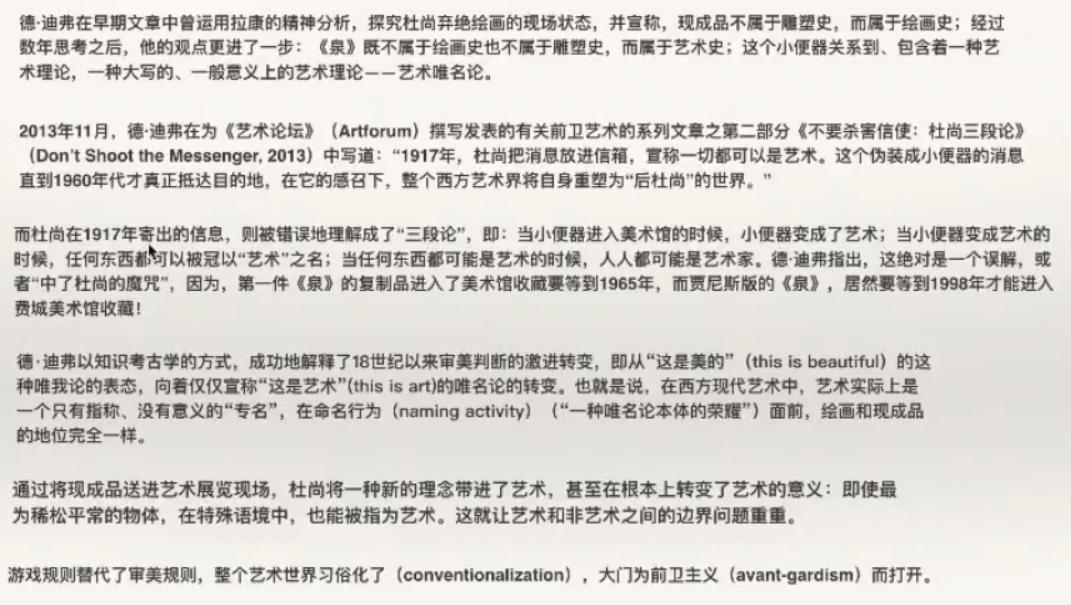 德·迪弗在早期文章中曾运用拉康的精神分析，探究杜尚弃绝绘画的现场状态，并宣称，现成品不属于雕塑史，而属于绘画史；经过
数年思考之后，他的观点更进了一步：《泉》既不属于绘画史也不属于雕塑史，而属于艺术史；这个小便器关系到、包含着一种艺
术理论，一种大写的、一般意义上的艺术理论——艺术唯名论。
2013年11月，德·迪弗在为《艺术论坛》（Artforum）撰写发表的有关前卫艺术的系列文章之第二部分《不要杀害信使：杜尚三段论》
（Don't Shoot the Messenger, 2013）中写道：“1917年，杜尚把消息放进信箱，宣称一切都可以是艺术。这个伪装成小便器的消息
直到1960年代才真正抵达目的地，在它的感召下，整个西方艺术界将自身重塑为“后杜尚”的世界。”
而杜尚在1917年寄出的信息，则被错误地理解成了“三段论”，即：当小便器进入美术馆的时候，小便器变成了艺术；当小便器变成艺术的
时候，任何东西都可以被冠以“艺术”之名；当任何东西都可能是艺术的时候，人人都可能是艺术家。德·迪弗指出，这绝对是一个误解，或
者“中了杜尚的魔咒”，因为，第一件《泉》的复制品进入了美术馆收藏要等到1965年，而贾尼斯版的《泉》，居然要等到1998年才能进入
费城美术馆收藏！
德·迪弗以知识考古学的方式，成功地解释了18世纪以来审美判断的激进转变，即从“这是美的”（this is beautiful）的这
种唯我论的表态，向着仅仅宣称“这是艺术”(this is art)的唯名论的转变。也就是说，在西方现代艺术中，艺术实际上是
一个只有指称、没有意义的“专名”，在命名行为（naming activity）（“一种唯名论本体的荣耀”）面前，绘画和现成品
的地位完全一样。
通过将现成品送进艺术展览现场，杜尚将一种新的理念带进了艺术，甚至在根本上转变了艺术的意义：即使最
为稀松平常的物体，在特殊语境中，也能被指为艺术。这就让艺术和非艺术之间的边界问题重重。
游戏规则替代了审美规则，整个艺术世界习俗化了（conventionalization），大门为前卫主义（avant-gardism）而打开。